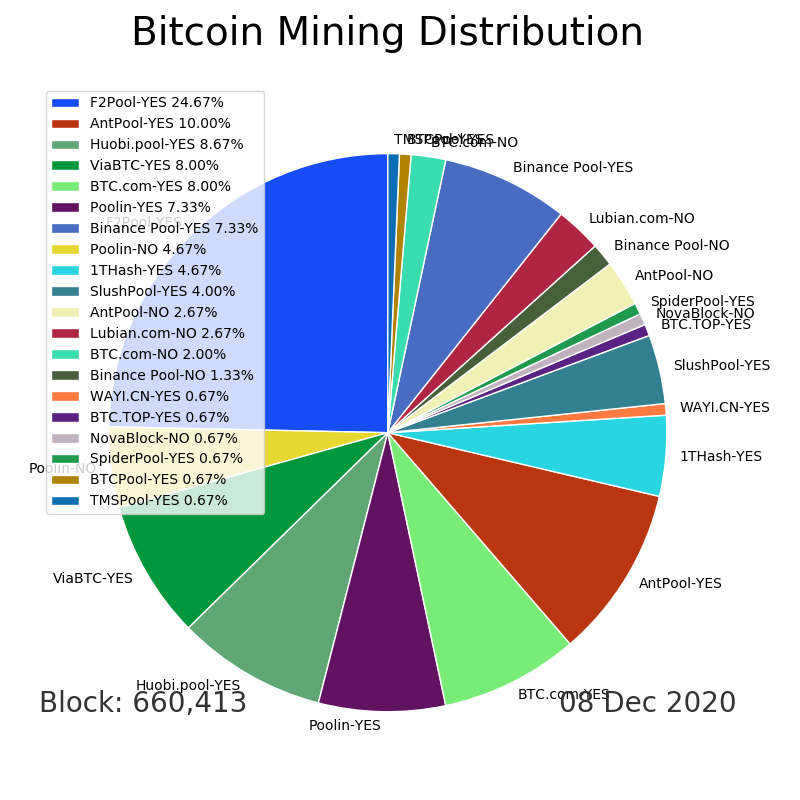 Bitcoin Mining Distribution
F2Pool-YES 24.67%
AntPool-YES 10.00%
Huobi.pool-YES 8.67%
ViaBTC-YES 8.00%
BTC.com-YES 8.00%
Poolin-YES 7.33%
Binance Pool-YES 7.33%
Poolin-NO 4.67%
1THash-YES 4.67%
SlushPool-YES 4.00%
AntPool-NO 2.67%
Lubian.com-NO 2.67%
BTC.com-NO 2.00%
Binance Pool-NO 1.33%
WAYI.CN-YES 0.67%
BTC.TOP-YES 0.67%
NovaBlock-NO 0.67%
SpiderPool-YES 0.67%
BTCPool-YES 0.67%
TMSPool-YES 0.67%
TMSPool-YES
BTCPool-YES
BTC.com-NO
Binance Pool-YES
Lubian.com-NO
Binance Pool-NO
AntPool-NO
SpiderPool-YES
NovaBlock-NO
BTC.TOP-YES
SlushPool-YES
WAYI.CN-YES
1THash-YES
AntPool-YES
BTC.com-YES
Poolin-YES
Huobi.pool-YES
ViaBTC-YES
Poolin-NO
F2Pool-YES
Block: 660,413
08 Dec 2020